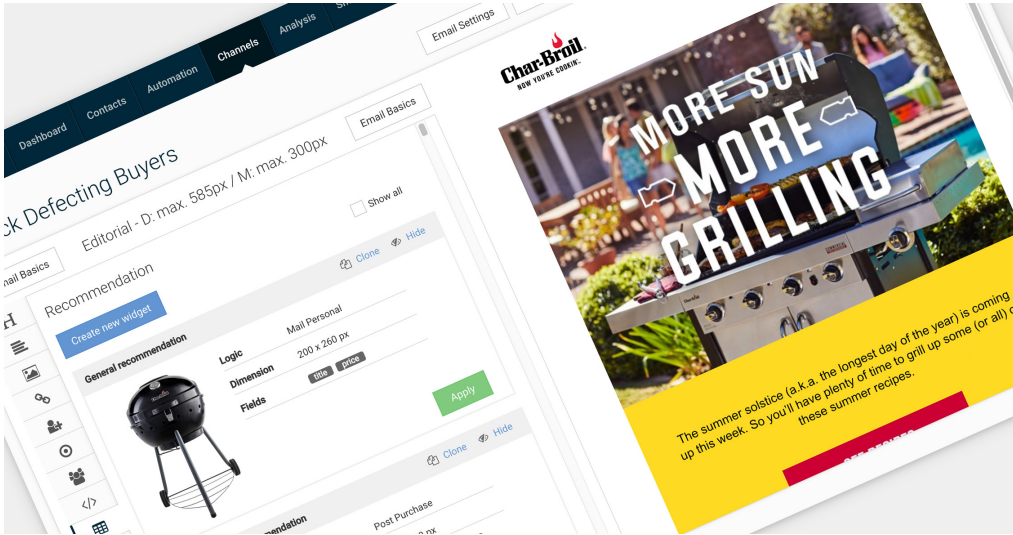 Dashboard
Contacts
Automation
Channels
Analysis
Email Settings
Defecting Buyers
Editorial - D: max. 585px / M: max. 300px
Email Basics
Basics
Show all
Recommendation
Clone
Hide
Create new widget
General recommendation
Logic
Mail Personal
Dimension
200 x 260 px
Fields
title
price
Apply
Clone
Hide
Post Purchase
px
Char-Broil.
NOW YOU'RE COOKIN'.
MORE SUN
MORE
GRILLING
The summer solstice (a.k.a. the longest day of the year) is coming
up this week. So you'll have plenty of time to grill up some (or all) of
these summer recipes.
SEE RECIPES